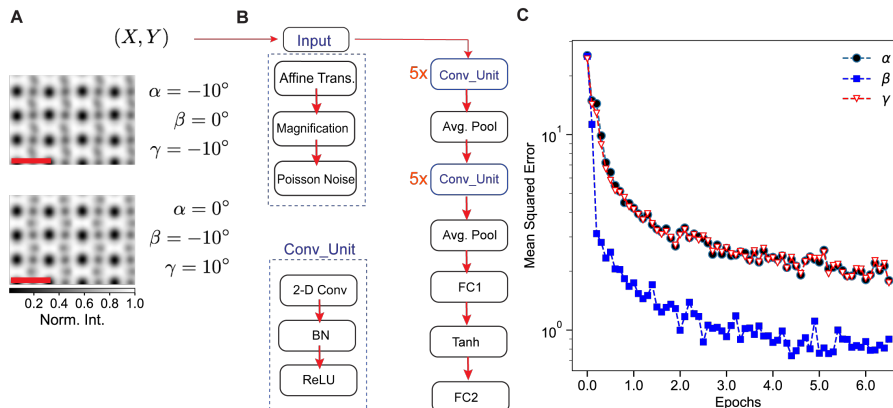 A
B
C
(X, Y)
Input
α = −10°
β = 0°
γ = −10°
α = 0°
β = −10°
γ = 10°
0.2 0.4 0.6 0.8 1.0
Norm. Int.
Affine Trans.
Magnification
Poisson Noise
Conv_Unit
2-D Conv
BN
ReLU
5x Conv_Unit
Avg. Pool
5x Conv_Unit
Avg. Pool
FC1
Tanh
FC2
Mean Squared Error
10¹
10⁰
α
β
γ
0.0 1.0 2.0 3.0 4.0 5.0 6.0
Epochs